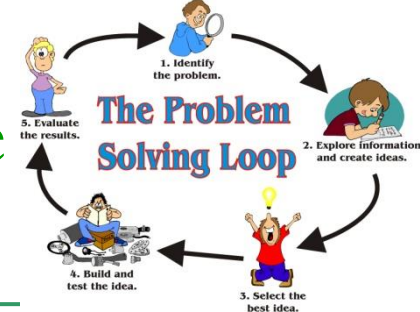 The Problem
Solving Loop
1. Identify
the problem.
2. Explore information
and create ideas.
3. Select the
best idea.
4. Build and
test the idea.
5. Evaluate
the results.
e